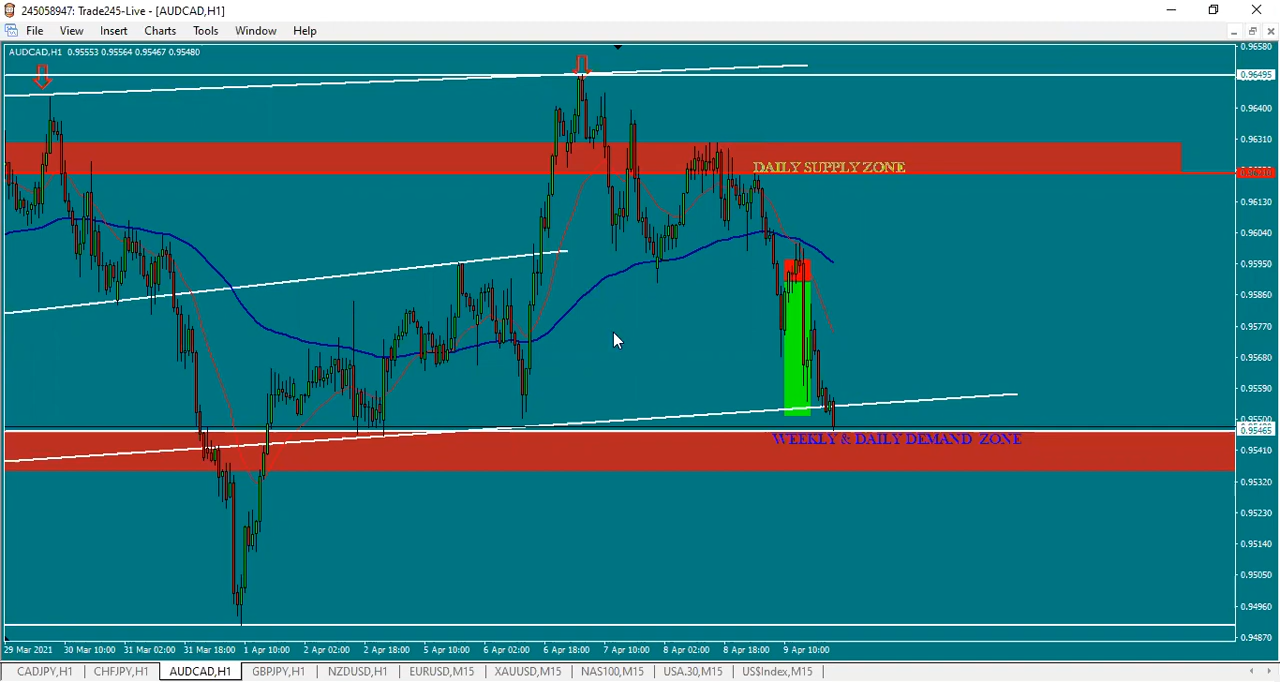 245058947: Trade245-Live - [AUDCAD,H1]
File View Insert Charts Tools Window Help
AUDCAD,H1 0.95553 0.95564 0.95467 0.95480
0.96580
0.96495
0.96400
0.96310
DAILY SUPPLY ZONE
0.96130
0.96040
0.95950
0.95860
0.95770
0.95680
0.95590
0.95500
0.95465
WEEKLY & DAILY DEMAND ZONE
0.95410
0.95320
0.95230
0.95140
0.95050
0.94960
0.94870
29 Mar 2021 30 Mar 10:00 31 Mar 02:00 31 Mar 18:00 1 Apr 10:00 2 Apr 02:00 2 Apr 18:00 5 Apr 10:00 6 Apr 02:00 6 Apr 18:00 7 Apr 10:00 8 Apr 02:00 8 Apr 18:00 9 Apr 10:00
CADJPY,H1 CHFJPY,H1 AUDCAD,H1 GBPJPY,H1 NZDUSD,H1 EURUSD,M15 XAUUSD,M15 NAS100,M15 USA.30,M15 US$Index,M15